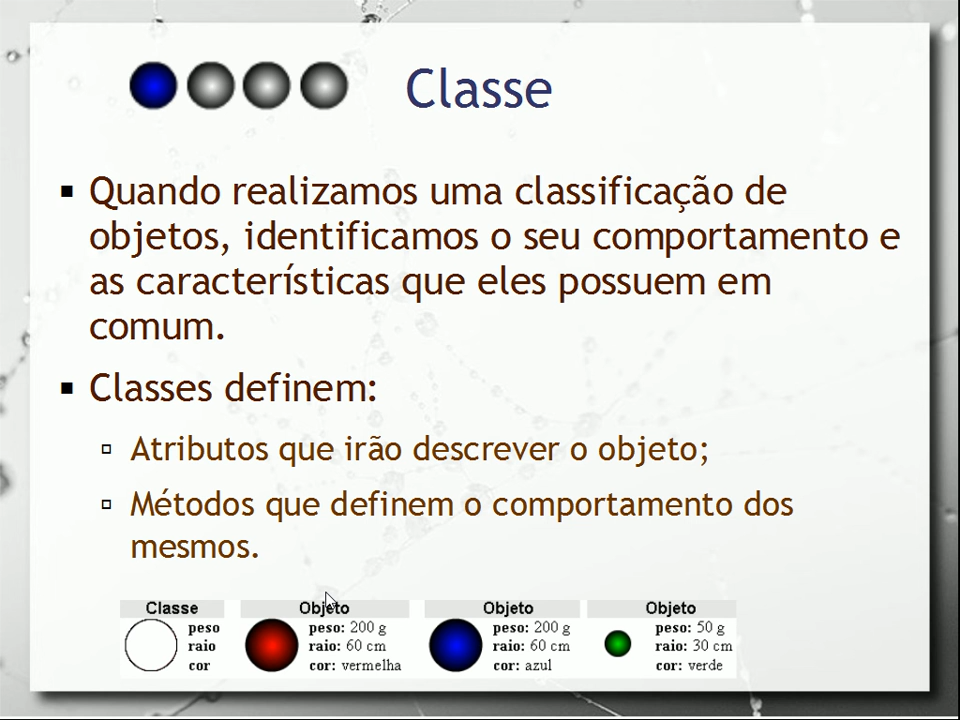 Classe
Quando realizamos uma classificação de
objetos, identificamos o seu comportamento e
as características que eles possuem em
comum.
Classes definem:
Atributos que irão descrever o objeto;
Métodos que definem o comportamento dos
mesmos.
Classe
peso
raio
cor
Objeto
peso: 200 g
raio: 60 cm
cor: vermelha
Objeto
peso: 200 g
raio: 60 cm
cor: azul
Objeto
peso: 50 g
raio: 30 cm
cor: verde